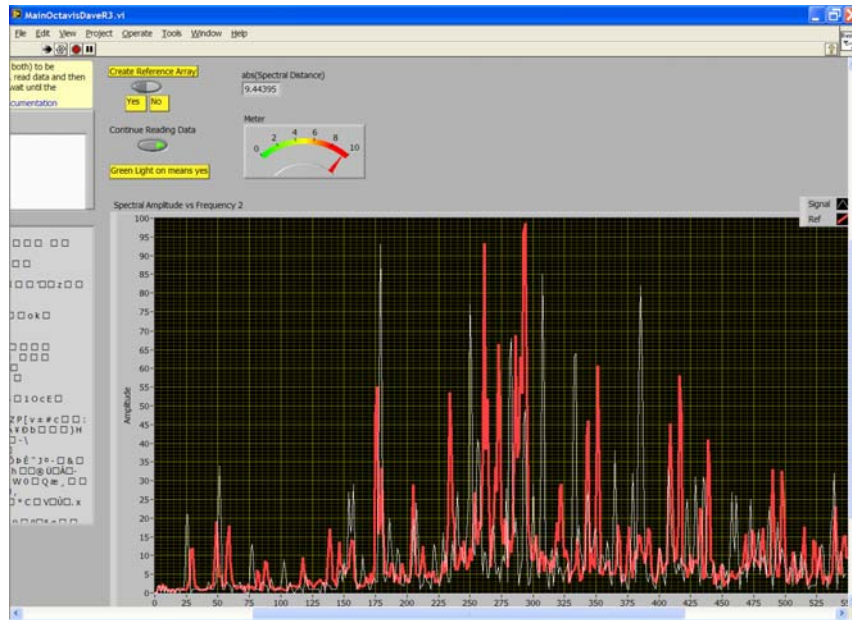 MainOctavisDaveR3.vi
File Edit View Project Operate Tools Window Help
both) to be
, read data and then
wait until the
cumentation
Create Reference Array
Yes No
Continue Reading Data
Green Light on means yes
abs(Spectral Distance)
9.44395
Meter
0 2 4 6 8 10
Spectral Amplitude vs Frequency 2
Signal
Ref
Amplitude
100
95
90
85
80
75
70
65
60
55
50
45
40
35
30
25
20
15
10
5
0
0 25 50 75 100 125 150 175 200 225 250 275 300 325 350 375 400 425 450 475 500 525